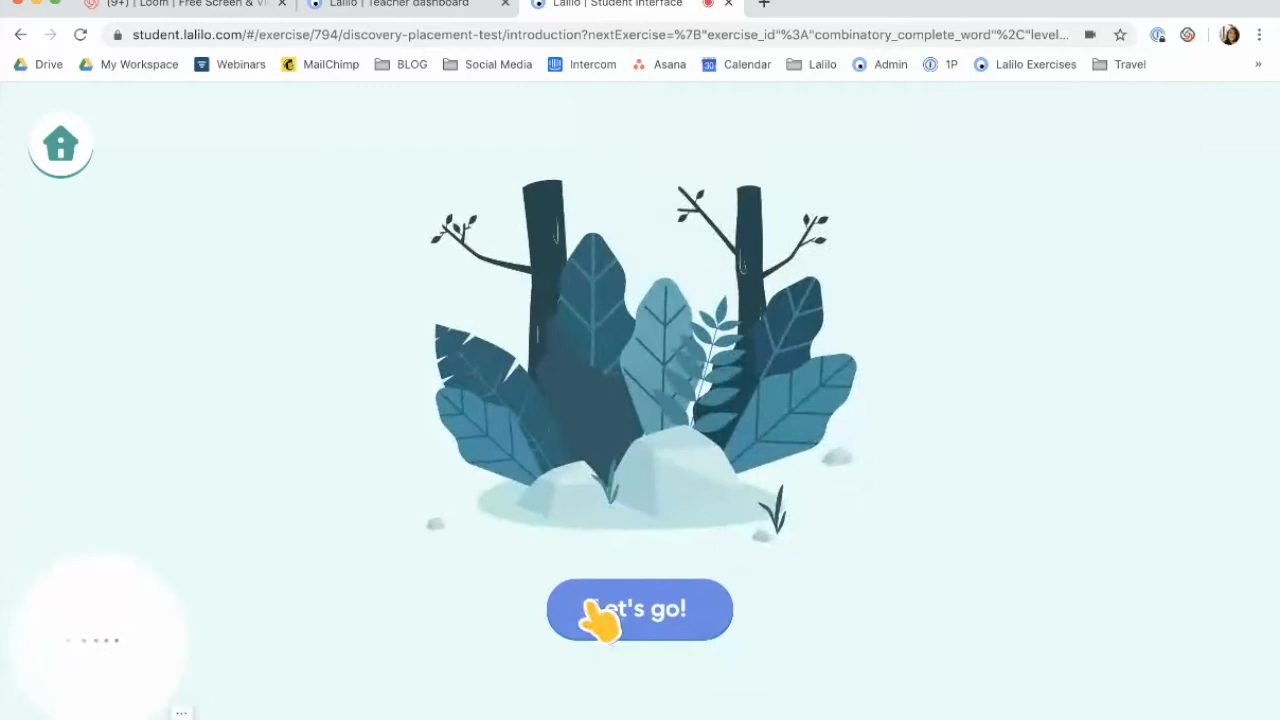 (9+) | Loom | Free Screen & Vi
Lalilo | Teacher dashboard
Lalilo | Student interface
student.lalilo.com/#/exercise/794/discovery-placement-test/introduction?nextExercise=%7B"exercise_id"%3A"combinatory_complete_word"%2C"level...
Drive
My Workspace
Webinars
MailChimp
BLOG
Social Media
Intercom
Asana
Calendar
Lalilo
Admin
1P
Lalilo Exercises
Travel
»
Let's go!